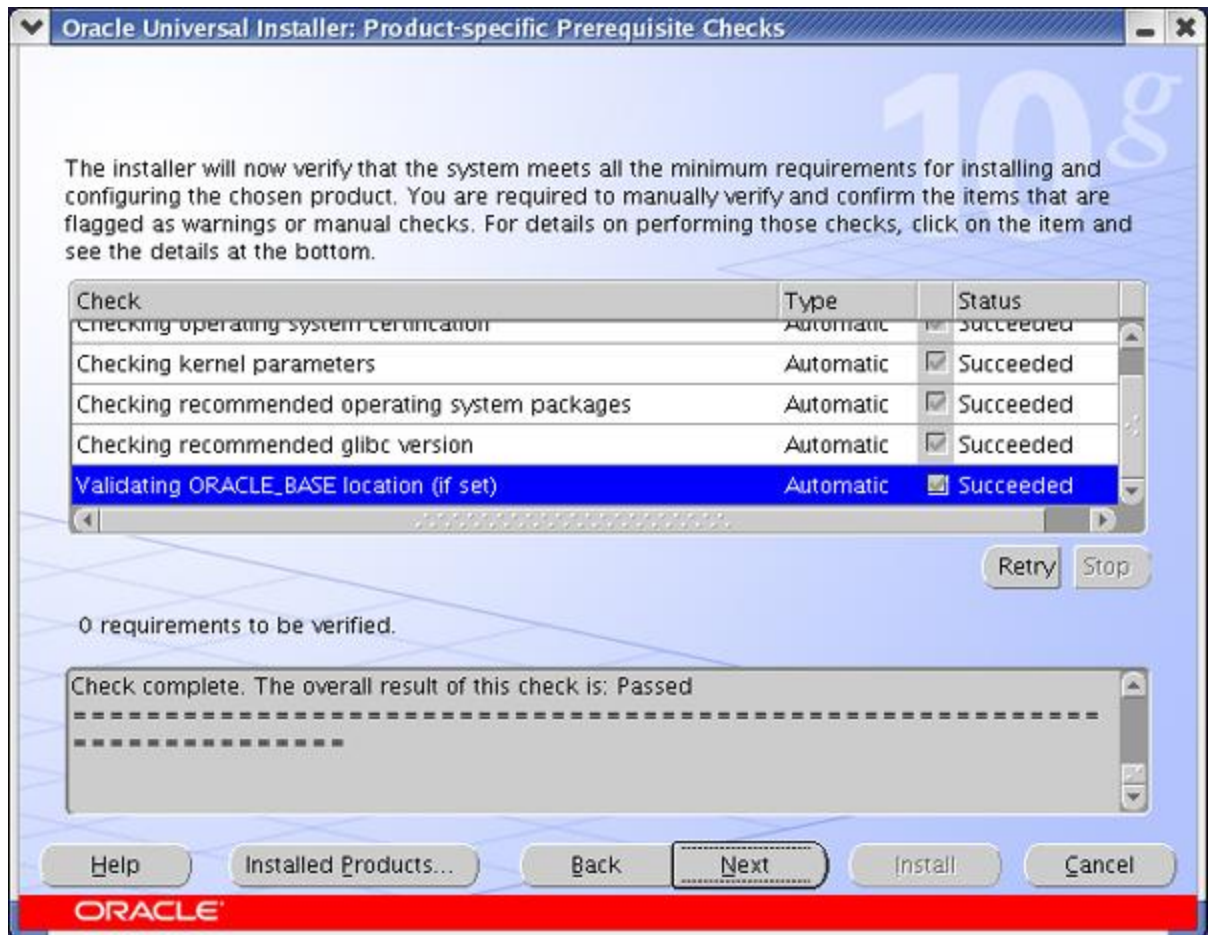 Oracle Universal Installer: Product-specific Prerequisite Checks
10g
The installer will now verify that the system meets all the minimum requirements for installing and
configuring the chosen product. You are required to manually verify and confirm the items that are
flagged as warnings or manual checks. For details on performing those checks, click on the item and
see the details at the bottom.
Check Type Status
Checking operating system certification Automatic Succeeded
Checking kernel parameters Automatic Succeeded
Checking recommended operating system packages Automatic Succeeded
Checking recommended glibc version Automatic Succeeded
Validating ORACLE_BASE location (if set) Automatic Succeeded
Retry Stop
0 requirements to be verified.
Check complete. The overall result of this check is: Passed
=========================================================
===============
Help Installed Products... Back Next Install Cancel
ORACLE